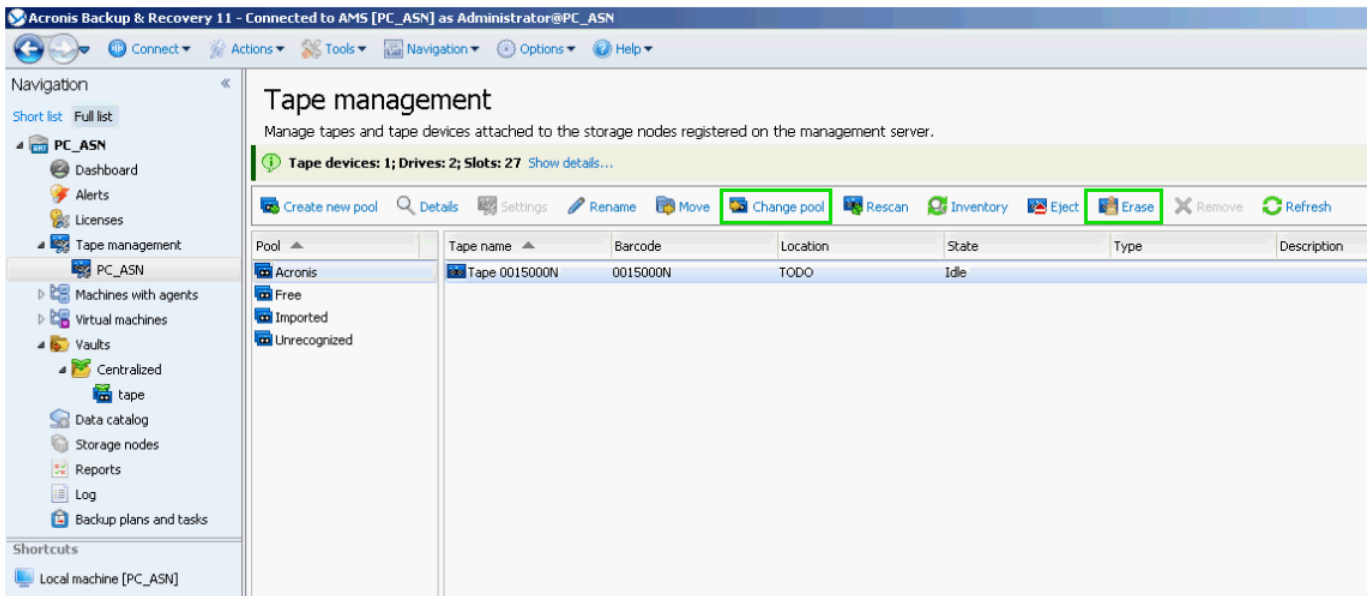 Acronis Backup & Recovery 11 - Connected to AMS [PC_ASN] as Administrator@PC_ASN
Connect Actions Tools Navigation Options Help
Navigation «
Short list Full list
PC_ASN
Dashboard
Alerts
Licenses
Tape management
PC_ASN
Machines with agents
Virtual machines
Vaults
Centralized
tape
Data catalog
Storage nodes
Reports
Log
Backup plans and tasks
Shortcuts
Local machine [PC_ASN]
Tape management
Manage tapes and tape devices attached to the storage nodes registered on the management server.
Tape devices: 1; Drives: 2; Slots: 27 Show details...
Create new pool Details Settings Rename Move Change pool Rescan Inventory Eject Erase Remove Refresh
Pool
Acronis
Free
Imported
Unrecognized
Tape name Barcode Location State Type Description
Tape 0015000N 0015000N TODO Idle